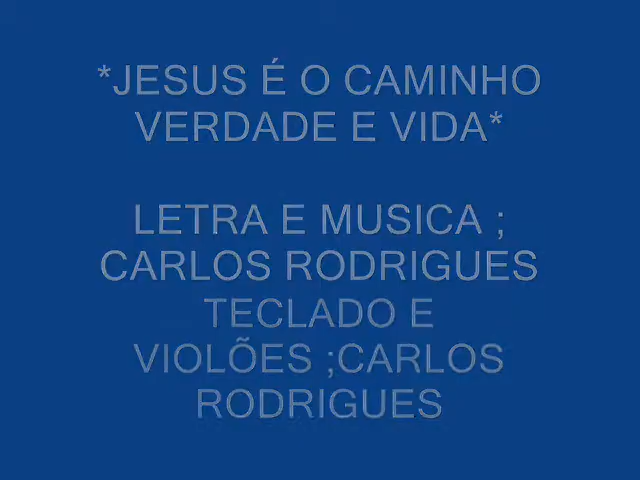 *JESUS É O CAMINHO
VERDADE E VIDA*
LETRA E MUSICA ;
CARLOS RODRIGUES
TECLADO E
VIOLÕES ;CARLOS
RODRIGUES